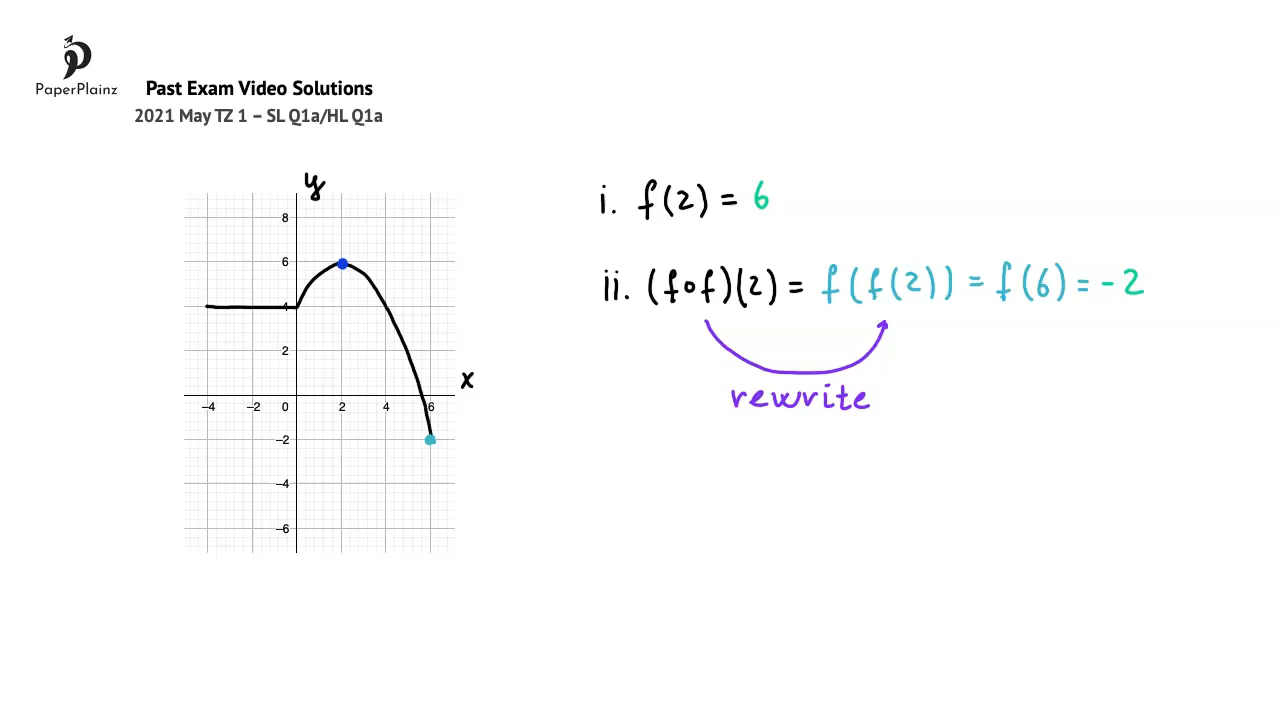 PaperPlainz
Past Exam Video Solutions
2021 May TZ 1 – SL Q1a/HL Q1a
y
8
6
4
2
x
−4 −2 0 2 4 6
−2
−4
−6
i. f(2) = 6
ii. (f∘f)(2) = f(f(2)) = f(6) = -2
rewrite